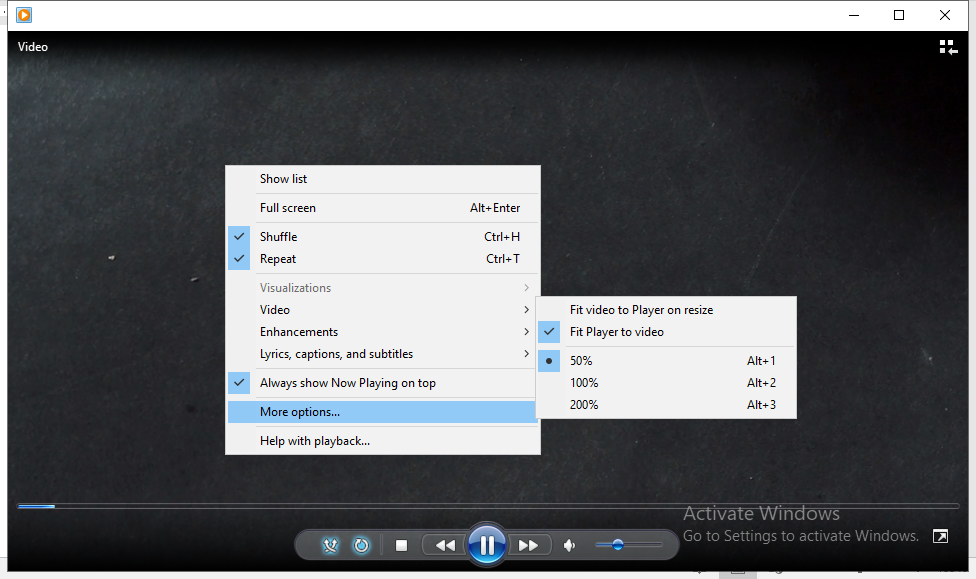 Video
Show list
Full screen Alt+Enter
Shuffle Ctrl+H
Repeat Ctrl+T
Visualizations
Video
Enhancements
Lyrics, captions, and subtitles
Always show Now Playing on top
More options...
Help with playback...
Fit video to Player on resize
Fit Player to video
50% Alt+1
100% Alt+2
200% Alt+3
Activate Windows
Go to Settings to activate Windows.